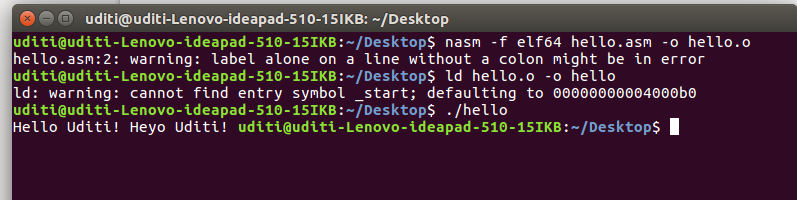 uditi@uditi-Lenovo-ideapad-510-15IKB: ~/Desktop
uditi@uditi-Lenovo-ideapad-510-15IKB:~/Desktop$ nasm -f elf64 hello.asm -o hello.o
hello.asm:2: warning: label alone on a line without a colon might be in error
uditi@uditi-Lenovo-ideapad-510-15IKB:~/Desktop$ ld hello.o -o hello
ld: warning: cannot find entry symbol _start; defaulting to 00000000004000b0
uditi@uditi-Lenovo-ideapad-510-15IKB:~/Desktop$ ./hello
Hello Uditi! Heyo Uditi! uditi@uditi-Lenovo-ideapad-510-15IKB:~/Desktop$